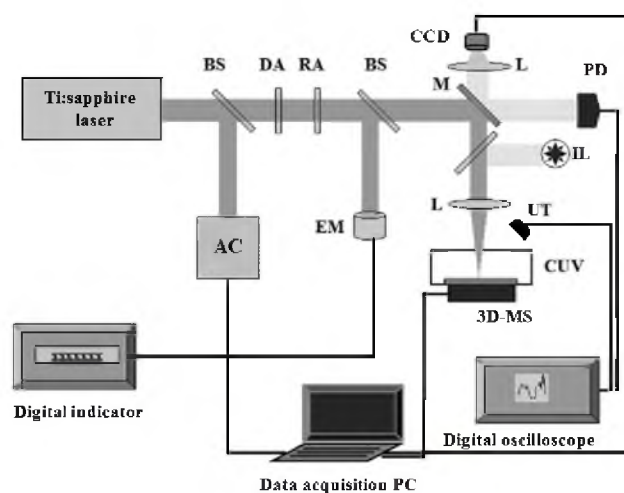 CCD
BS
DA
RA
BS
L
M
PD
Ti:sapphire
laser
IL
L
UT
EM
AC
CUV
3D-MS
Digital indicator
Digital oscilloscope
Data acquisition PC